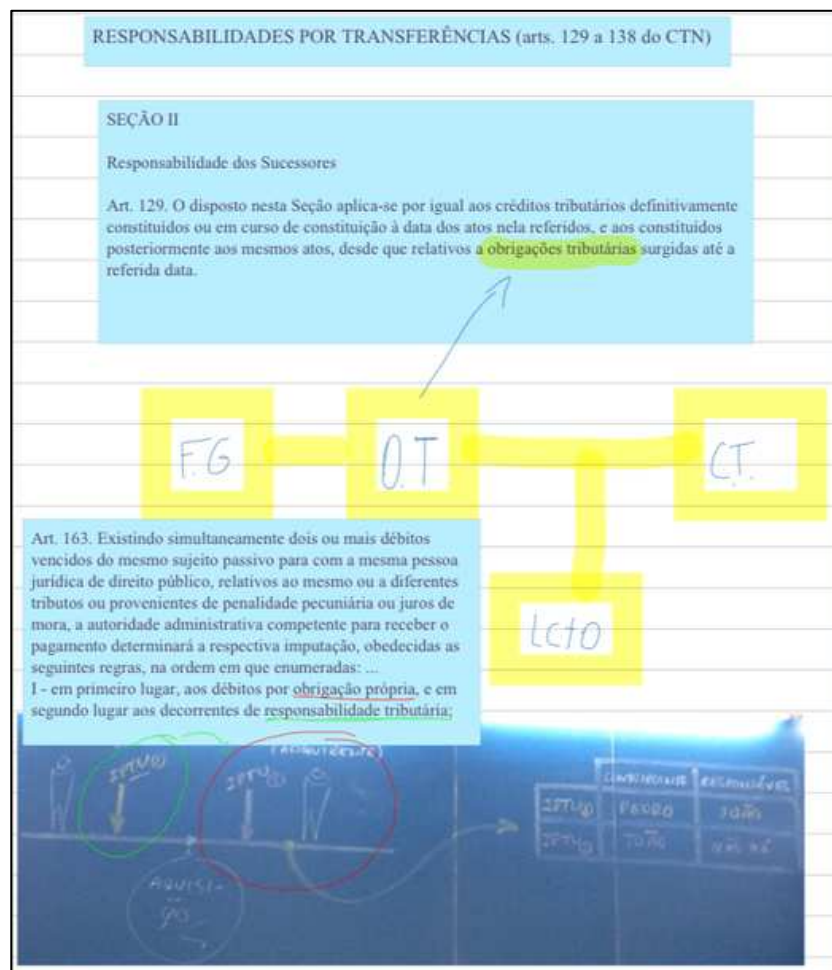 RESPONSABILIDADES POR TRANSFERÊNCIAS (arts. 129 a 138 do CTN)
SEÇÃO II
Responsabilidade dos Sucessores
Art. 129. O disposto nesta Seção aplica-se por igual aos créditos tributários definitivamente
constituídos ou em curso de constituição à data dos atos nela referidos, e aos constituídos
posteriormente aos mesmos atos, desde que relativos a obrigações tributárias surgidas até a
referida data.
F.G
O.T
C.T.
Art. 163. Existindo simultaneamente dois ou mais débitos
vencidos do mesmo sujeito passivo para com a mesma pessoa
jurídica de direito público, relativos ao mesmo ou a diferentes
tributos ou provenientes de penalidade pecuniária ou juros de
mora, a autoridade administrativa competente para receber o
pagamento determinará a respectiva imputação, obedecidas as
seguintes regras, na ordem em que enumeradas: ...
I - em primeiro lugar, aos débitos por obrigação própria, e em
segundo lugar aos decorrentes de responsabilidade tributária;
LCTO
(ADQUIRENTE)
IPTU
IPTU
AQUISI-
ÇÃO
CONTRIBUINTE RESPONSÁVEL
IPTU PEDRO JOÃO
IPTU JOÃO NÃO HÁ